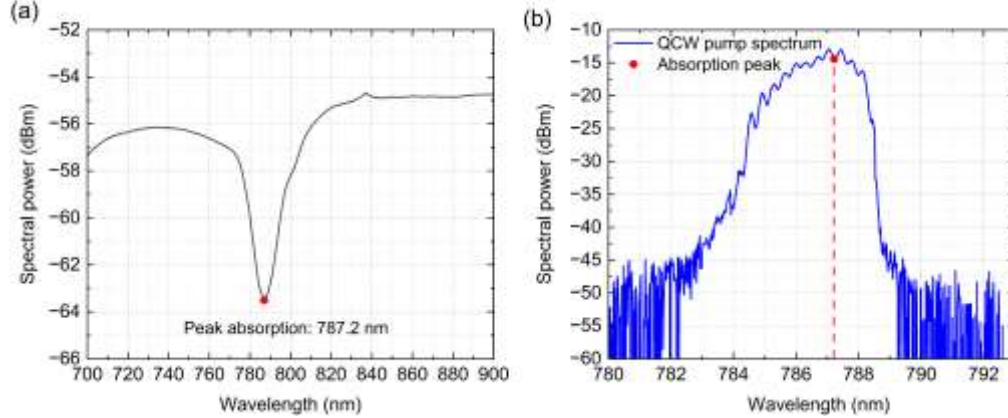 (a)
−52
−54
−56
−58
−60
−62
−64
−66
Spectral power (dBm)
Peak absorption: 787.2 nm
700 720 740 760 780 800 820 840 860 880 900
Wavelength (nm)
(b)
−10
−15
−20
−25
−30
−35
−40
−45
−50
−55
−60
Spectral power (dBm)
QCW pump spectrum
Absorption peak
780 782 784 786 788 790 792
Wavelength (nm)